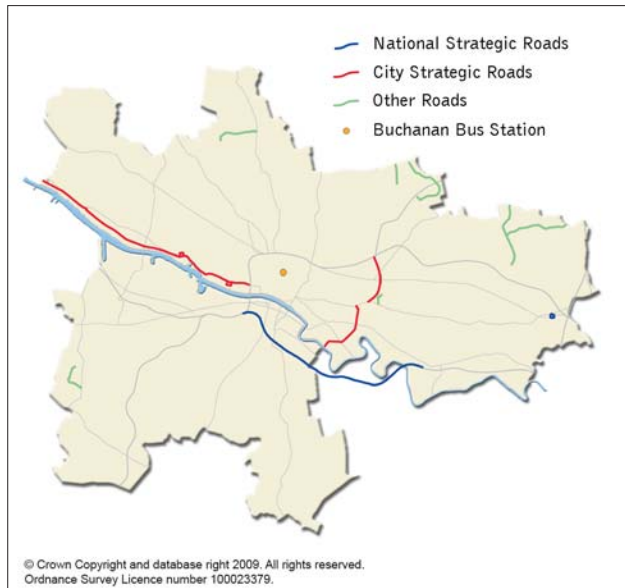 National Strategic Roads
City Strategic Roads
Other Roads
Buchanan Bus Station
© Crown Copyright and database right 2009. All rights reserved.
Ordnance Survey Licence number 100023379.